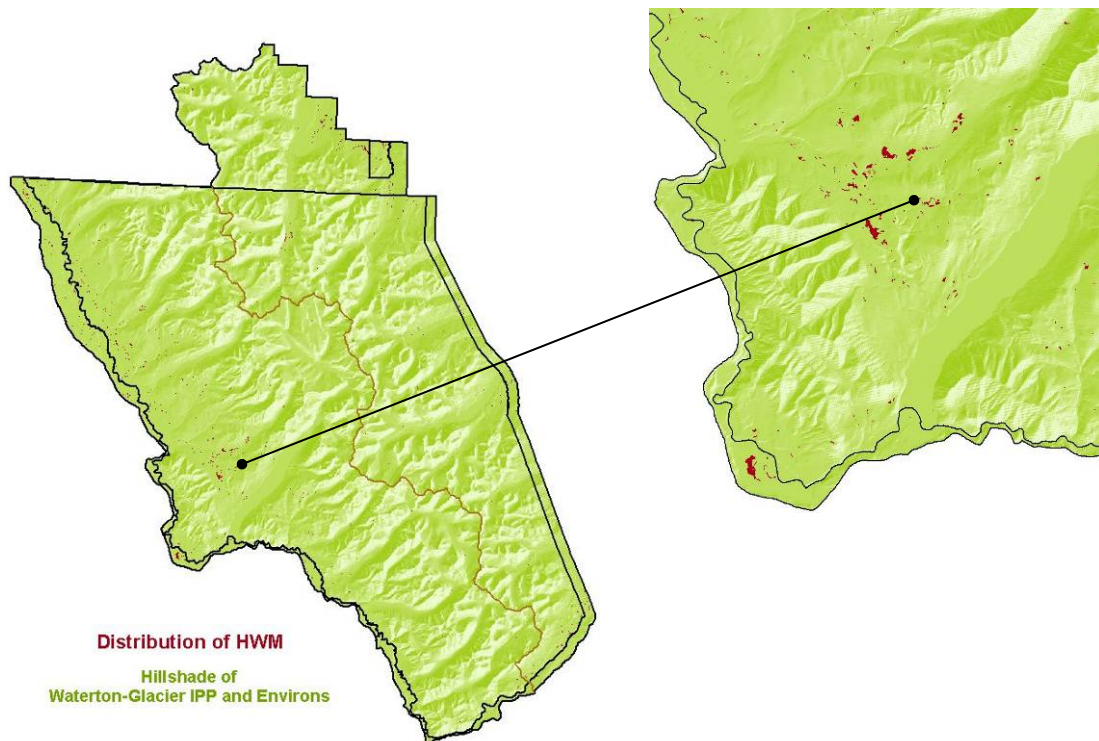 Distribution of HWM
Hillshade of
Waterton-Glacier IPP and Environs